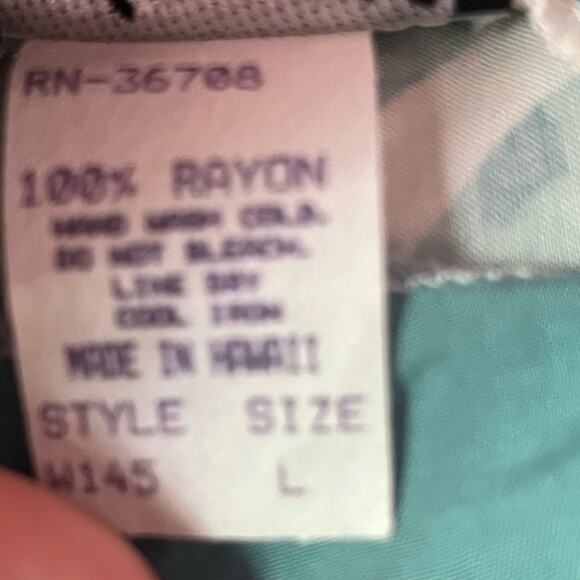 RN-36708
100% RAYON
HAND WASH COLD.
DO NOT BLEACH.
LINE DRY
COOL IRON
MADE IN HAWAII
STYLE SIZE
W145 L